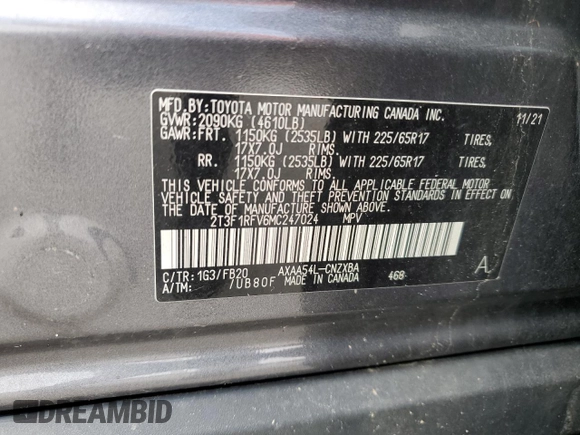 MFD.BY:TOYOTA MOTOR MANUFACTURING CANADA INC. 11/21
GVWR:2090KG (4610LB)
GAWR:FRT. 1150KG (2535LB) WITH 225/65R17 TIRES,
17X7.0J RIMS.
RR. 1150KG (2535LB) WITH 225/65R17 TIRES,
17X7.0J RIMS.
THIS VEHICLE CONFORMS TO ALL APPLICABLE FEDERAL MOTOR
VEHICLE SAFETY AND THEFT PREVENTION STANDARDS IN EFFECT ON
THE DATE OF MANUFACTURE SHOWN ABOVE.
2T3F1RFV6MC247024 MPV
C/TR:1G3/FB20 AXAA54L-CNZXBA A
A/TM: /UB80F MADE IN CANADA 468
DREAMBID